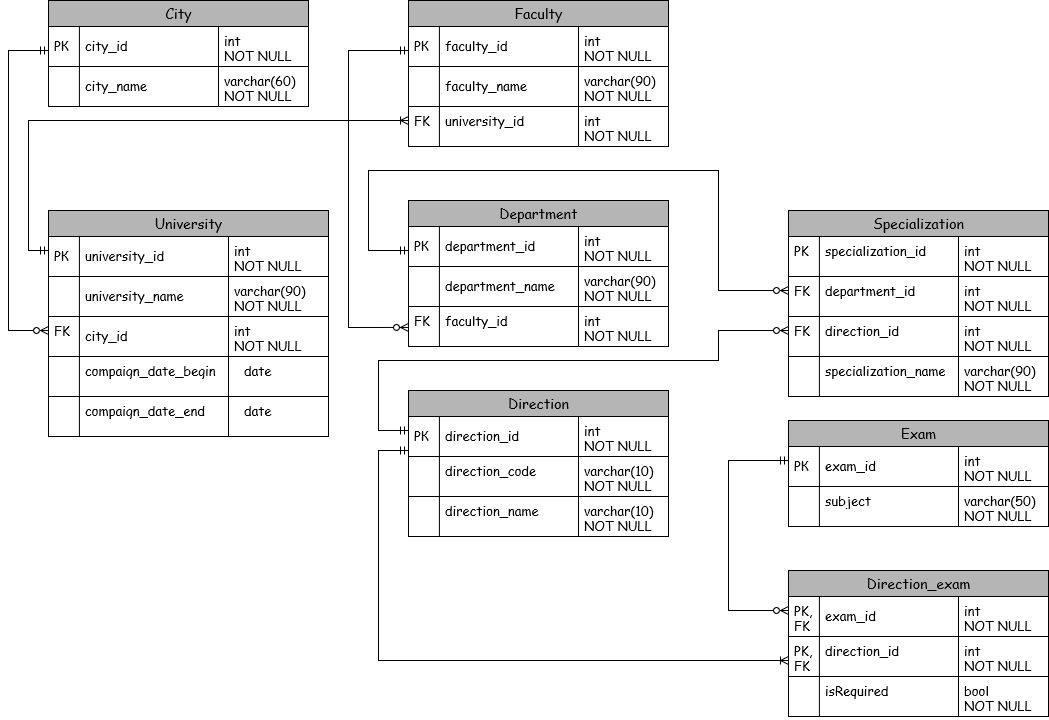 City
PK city_id int
NOT NULL
city_name varchar(60)
NOT NULL
Faculty
PK faculty_id int
NOT NULL
faculty_name varchar(90)
NOT NULL
FK university_id int
NOT NULL
University
PK university_id int
NOT NULL
university_name varchar(90)
NOT NULL
FK city_id int
NOT NULL
compaign_date_begin date
compaign_date_end date
Department
PK department_id int
NOT NULL
department_name varchar(90)
NOT NULL
FK faculty_id int
NOT NULL
Specialization
PK specialization_id int
NOT NULL
FK department_id int
NOT NULL
FK direction_id int
NOT NULL
specialization_name varchar(90)
NOT NULL
Direction
PK direction_id int
NOT NULL
direction_code varchar(10)
NOT NULL
direction_name varchar(10)
NOT NULL
Exam
PK exam_id int
NOT NULL
subject varchar(50)
NOT NULL
Direction_exam
PK, exam_id int
FK NOT NULL
PK, direction_id int
FK NOT NULL
isRequired bool
NOT NULL